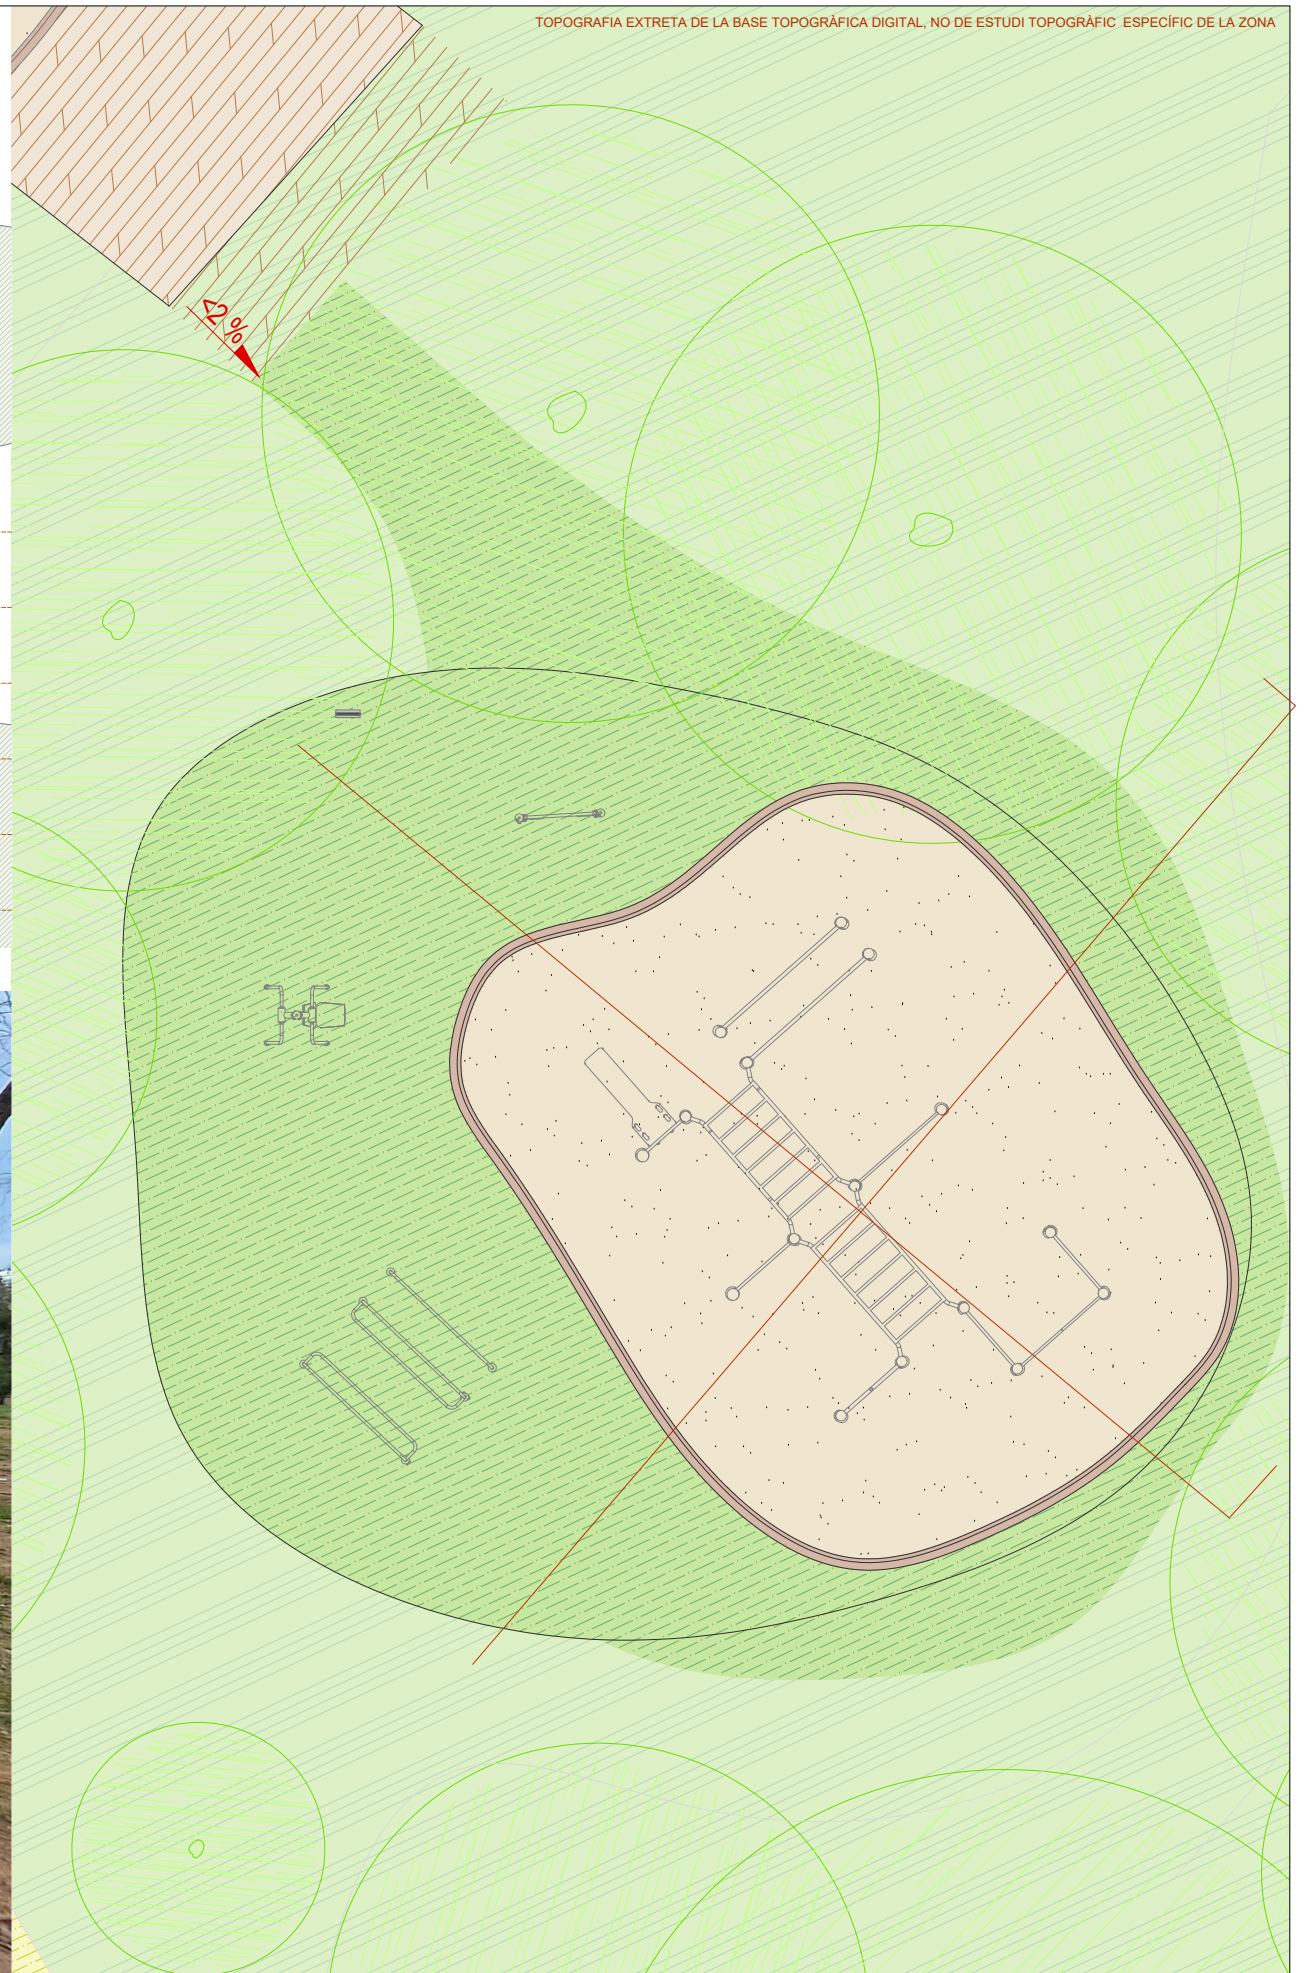 TOPOGRAFIA EXTRETA DE LA BASE TOPOGRÀFICA DIGITAL, NO DE ESTUDI TOPOGRÀFIC ESPECÍFIC DE LA ZONA
<2 %